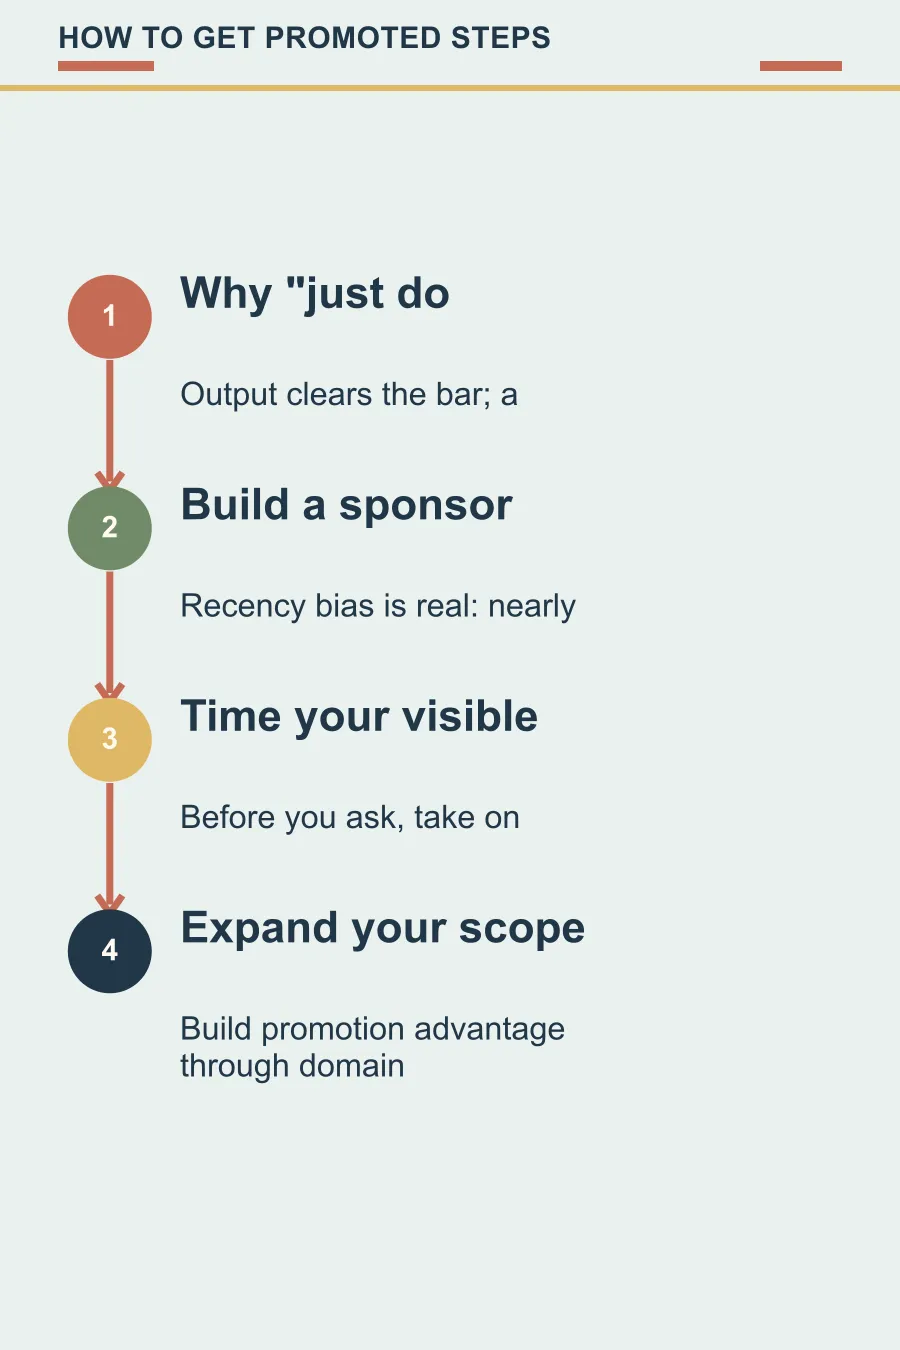 HOW TO GET PROMOTED STEPS
1
Why "just do
Output clears the bar; a
2
Build a sponsor
Recency bias is real: nearly
3
Time your visible
Before you ask, take on
4
Expand your scope
Build promotion advantage
through domain